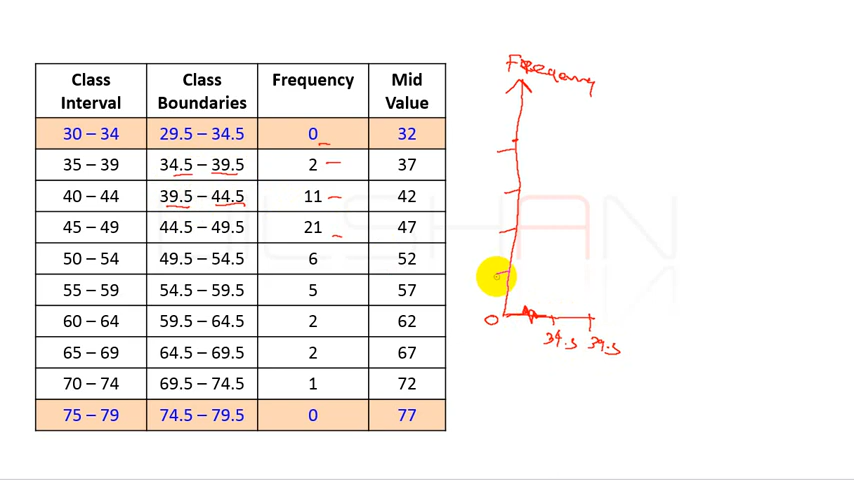 Class Interval Class Boundaries Frequency Mid Value
30 – 34 29.5 – 34.5 0 32
35 – 39 34.5 – 39.5 2 37
40 – 44 39.5 – 44.5 11 42
45 – 49 44.5 – 49.5 21 47
50 – 54 49.5 – 54.5 6 52
55 – 59 54.5 – 59.5 5 57
60 – 64 59.5 – 64.5 2 62
65 – 69 64.5 – 69.5 2 67
70 – 74 69.5 – 74.5 1 72
75 – 79 74.5 – 79.5 0 77
Frequency
0
34.5 39.5